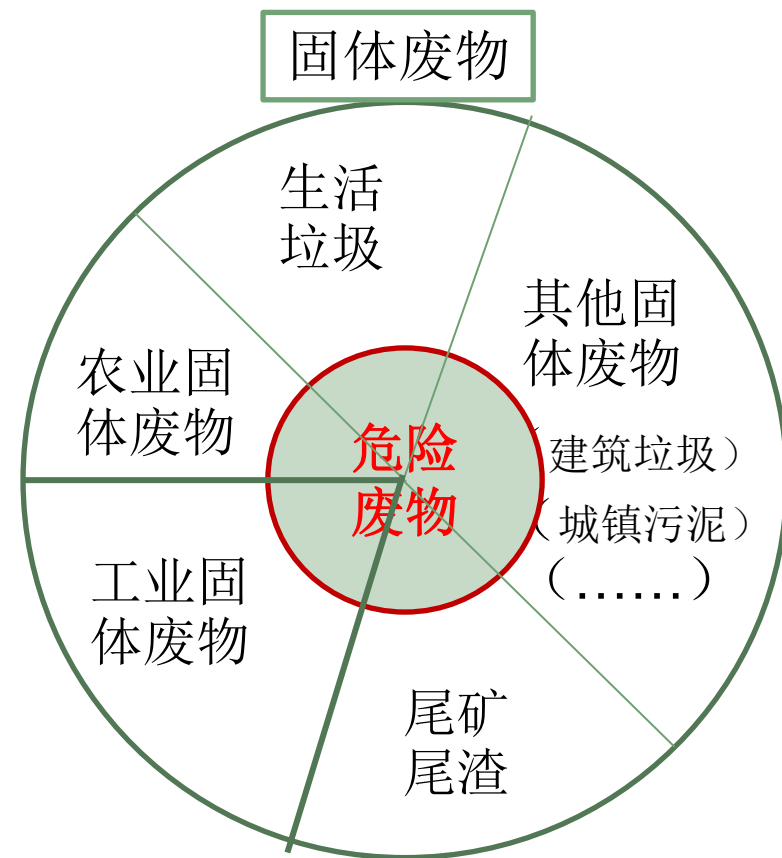 固体废物
生活
垃圾
其他固
体废物
农业固
体废物
危险
废物
（建筑垃圾）
（城镇污泥）
（......）
工业固
体废物
尾矿
尾渣